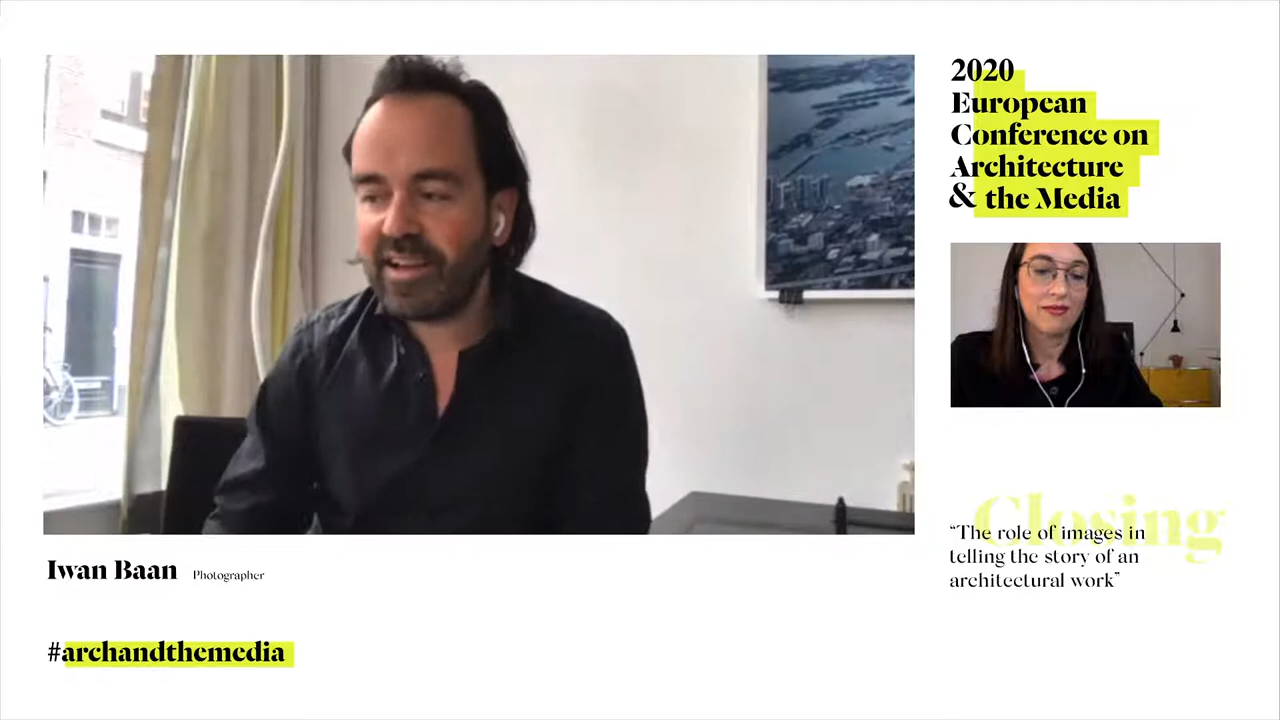 2020
European
Conference on
Architecture
& the Media
Closing
“The role of images in
telling the story of an
architectural work”
Iwan Baan Photographer
#archandthemedia